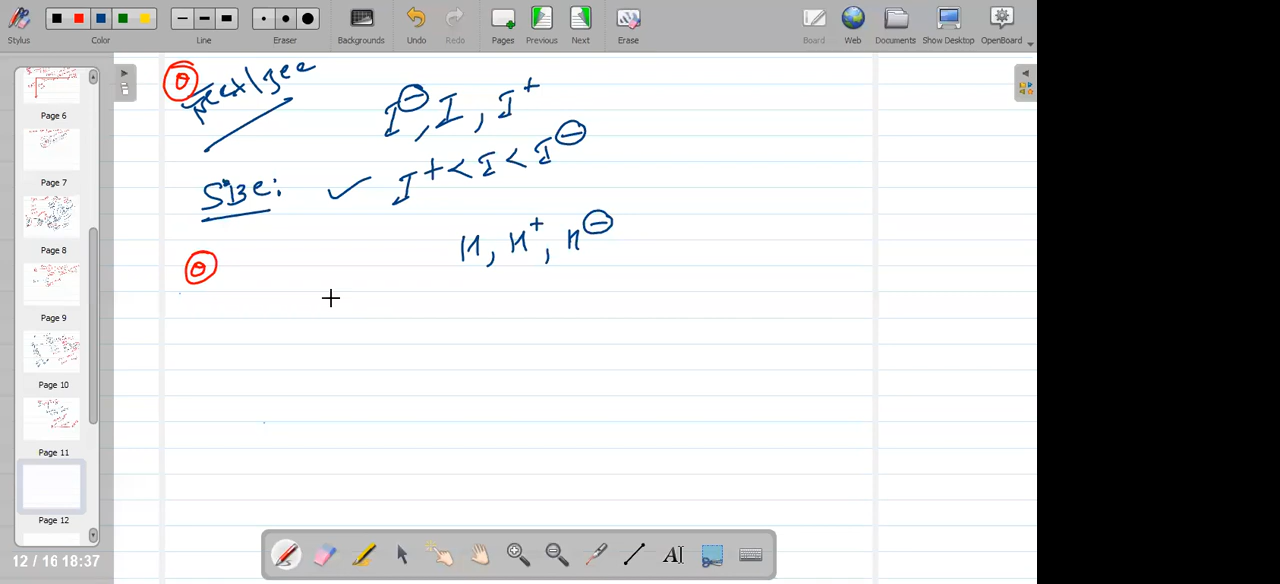 Stylus Color Line Eraser Backgrounds Undo Redo Pages Previous Next Erase Board Web Documents Show Desktop OpenBoard
Page 6
Page 7
Page 8
Page 9
Page 10
Page 11
Page 12
12 / 16 18:37
I⊖, I, I+
Size: ✓ I+ < I < I⊖
H, H+, H⊖